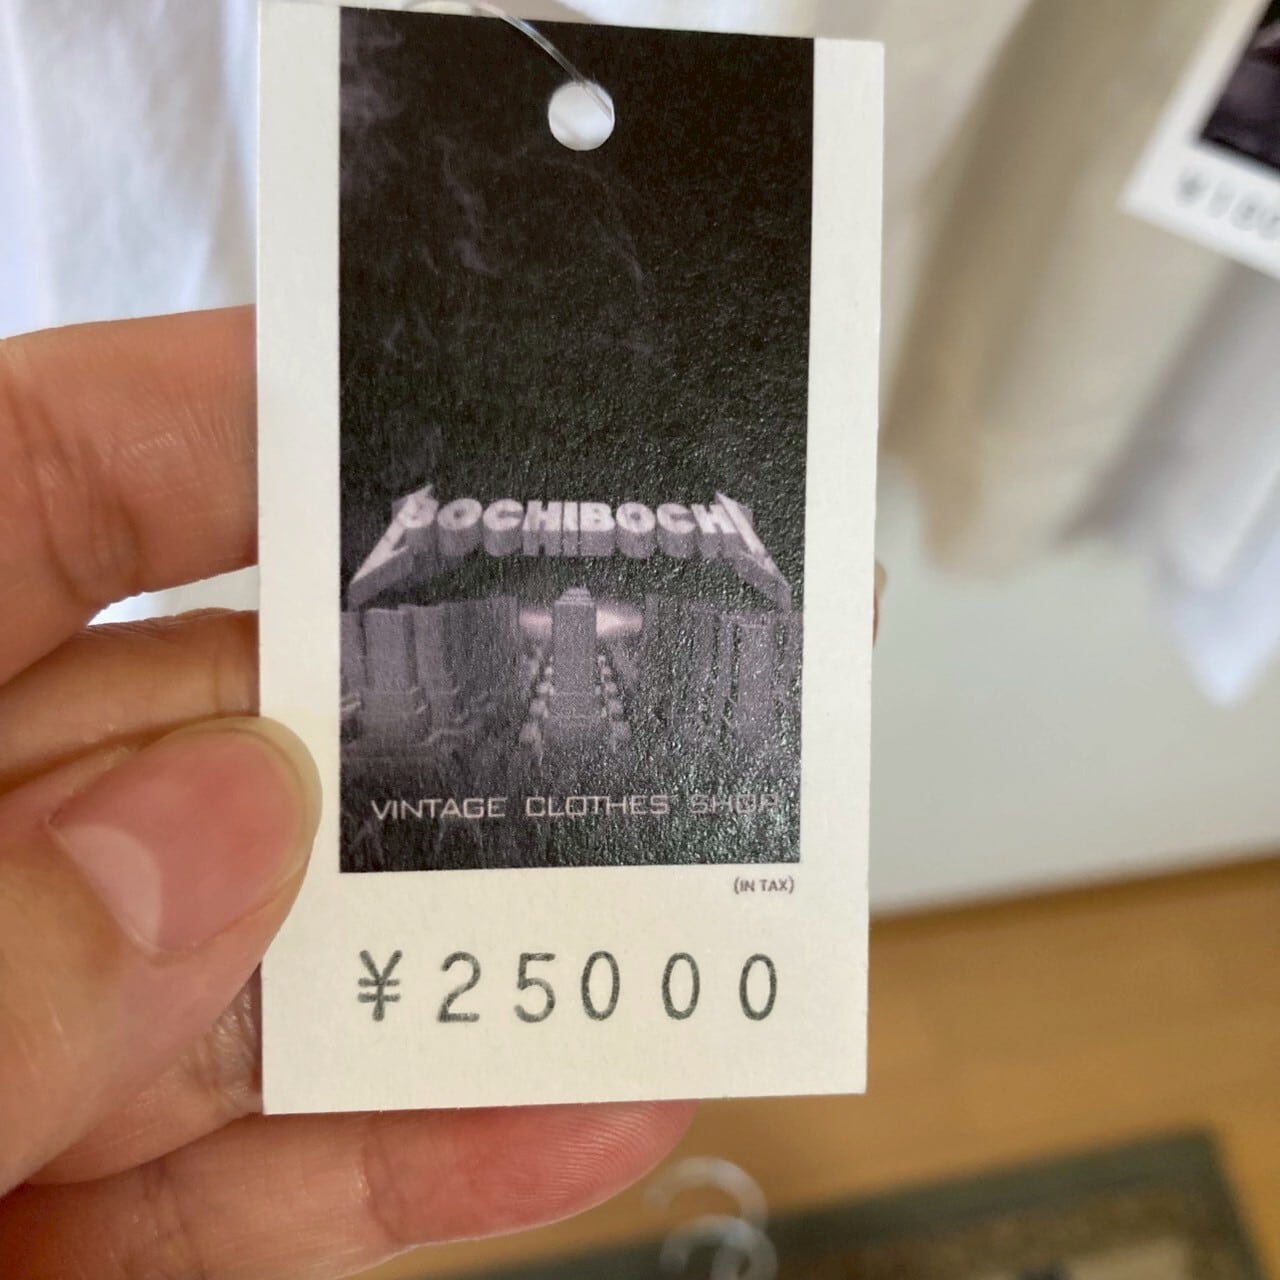 BOCHIBOCHI
VINTAGE CLOTHES SHOP
(IN TAX)
¥25000